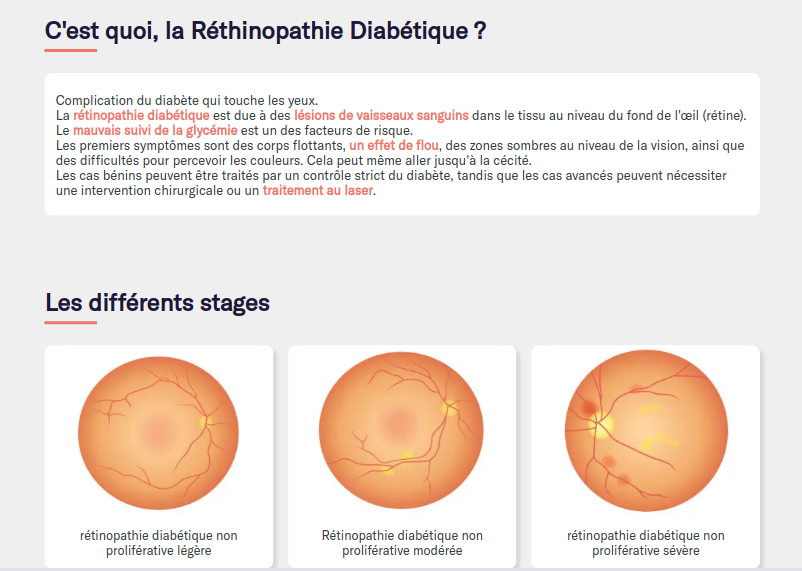 C'est quoi, la Réthinopathie Diabétique ?
Complication du diabète qui touche les yeux.
La rétinopathie diabétique est due à des lésions de vaisseaux sanguins dans le tissu au niveau du fond de l'œil (rétine).
Le mauvais suivi de la glycémie est un des facteurs de risque.
Les premiers symptômes sont des corps flottants, un effet de flou, des zones sombres au niveau de la vision, ainsi que
des difficultés pour percevoir les couleurs. Cela peut même aller jusqu'à la cécité.
Les cas bénins peuvent être traités par un contrôle strict du diabète, tandis que les cas avancés peuvent nécessiter
une intervention chirurgicale ou un traitement au laser.
Les différents stages
rétinopathie diabétique non
proliférative légère
Rétinopathie diabétique non
proliférative modérée
rétinopathie diabétique non
proliférative sévère